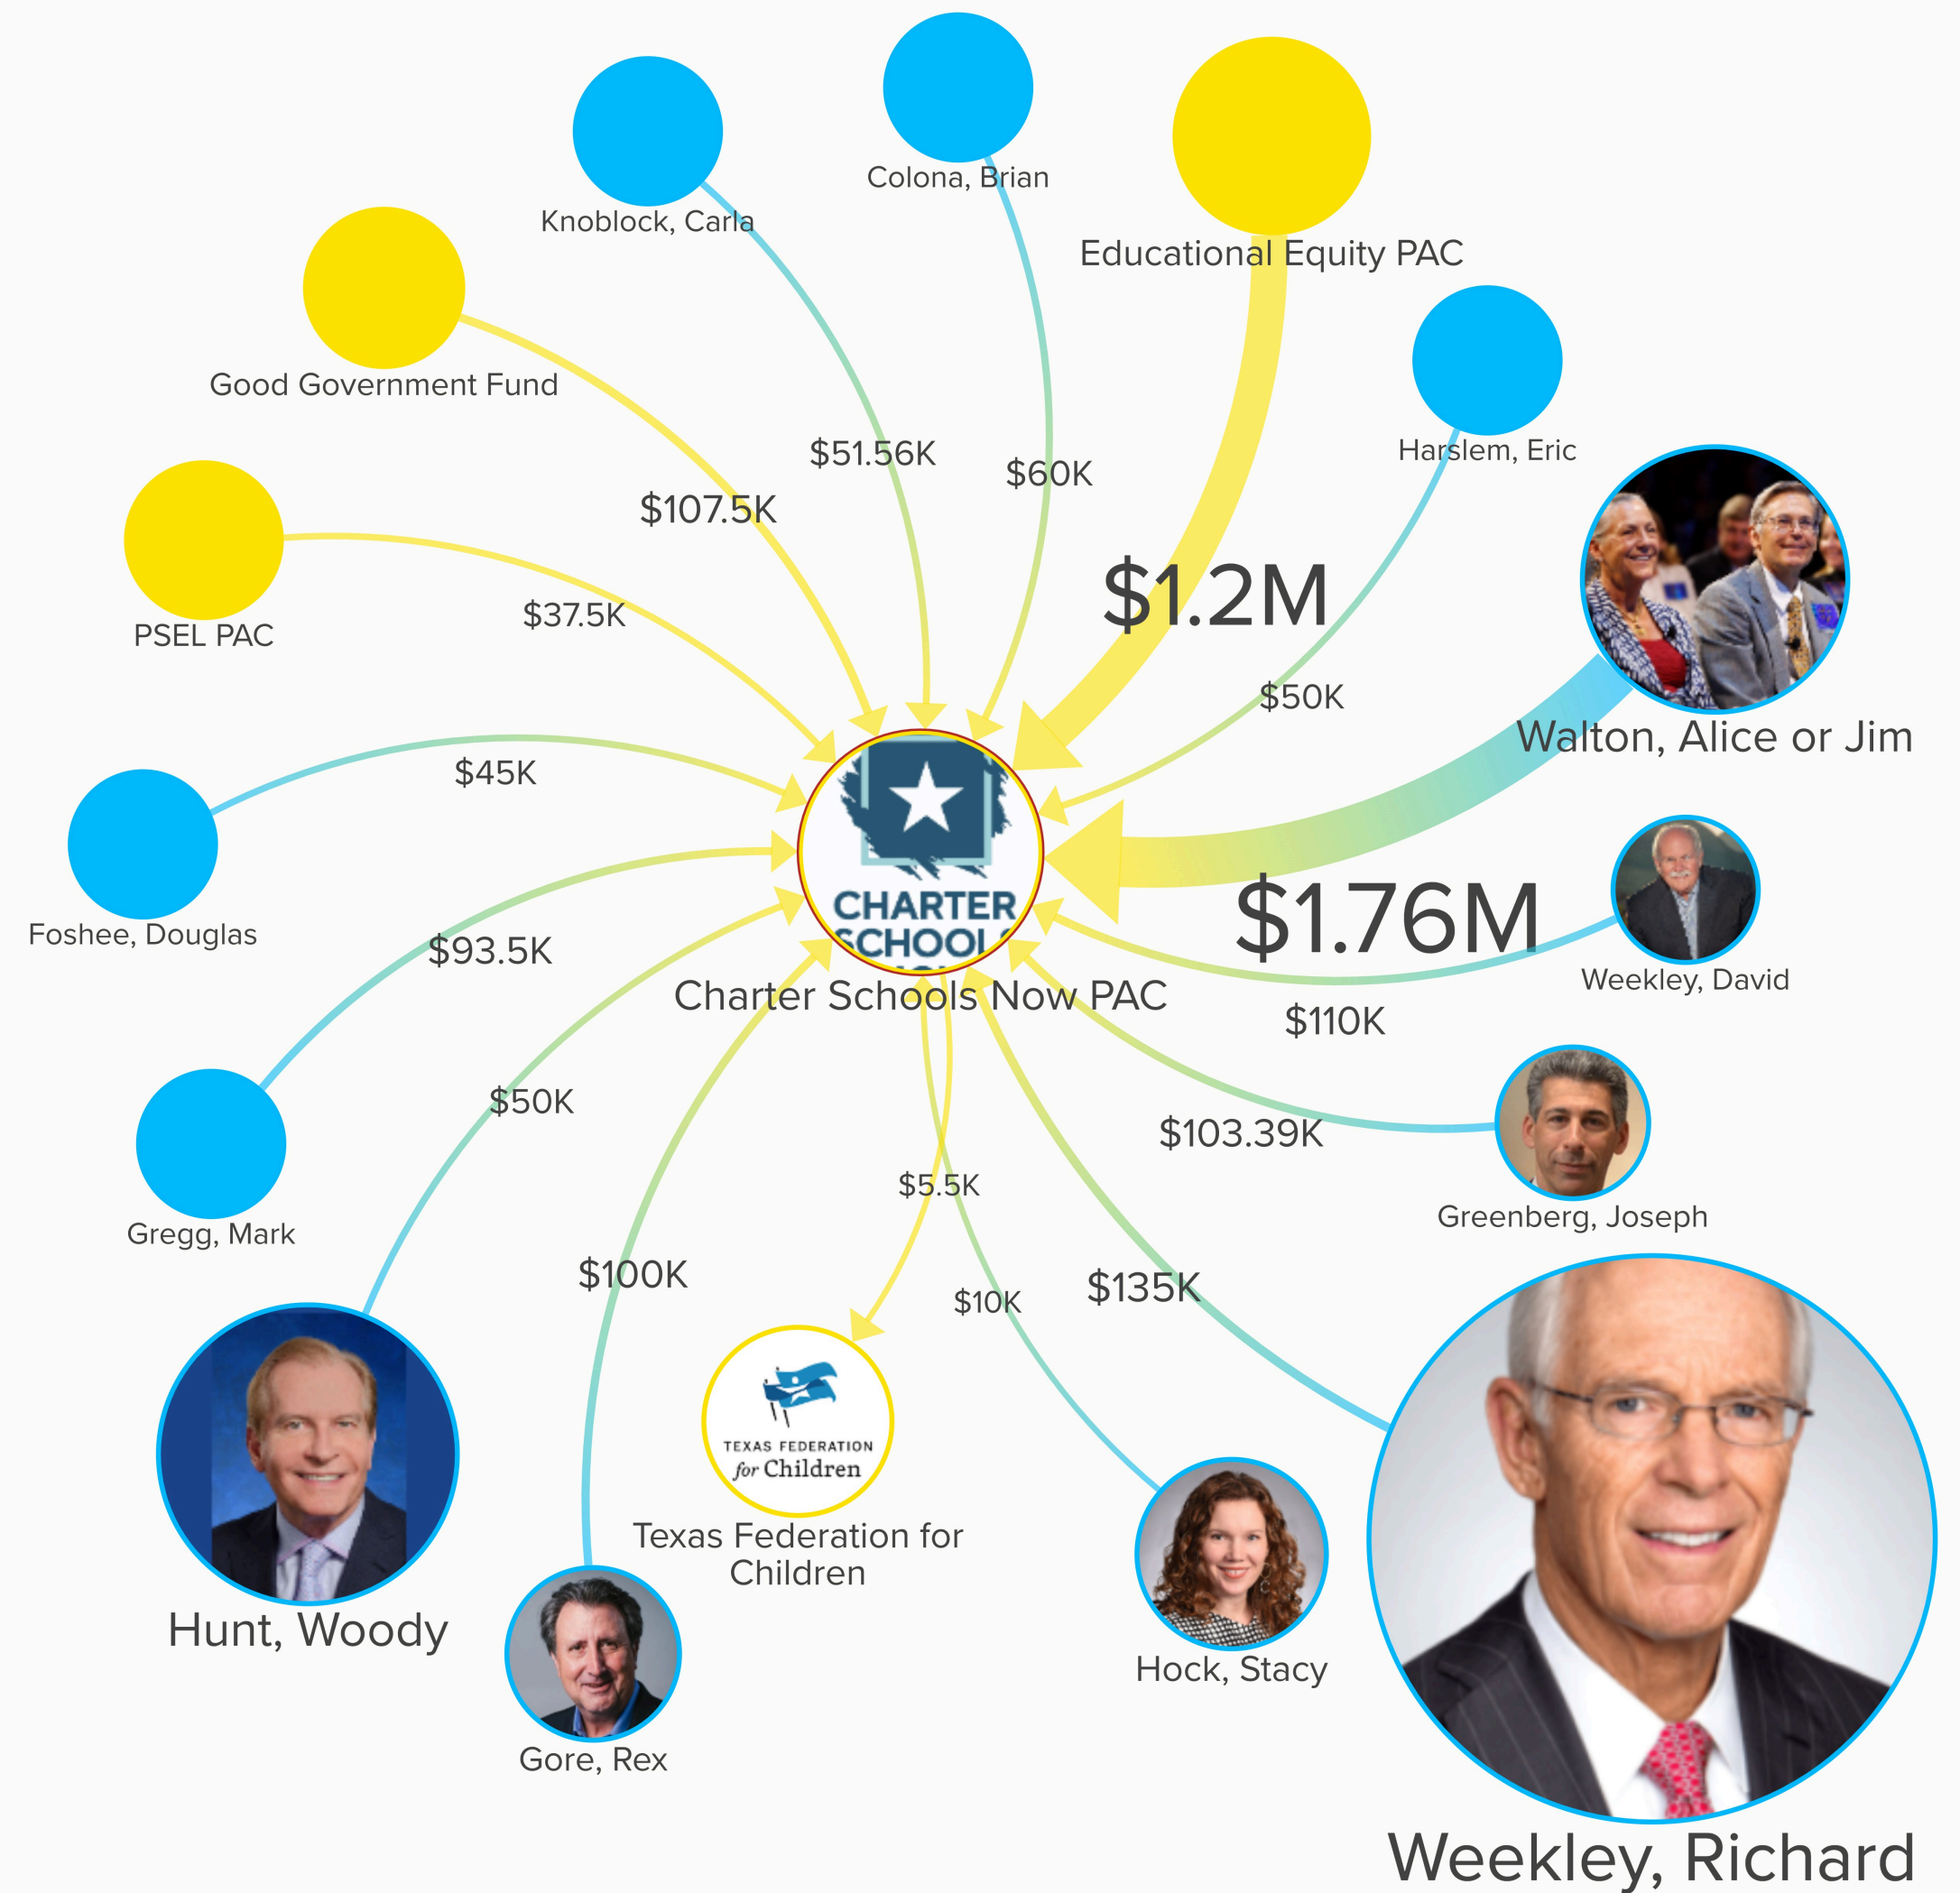 Colona, Brian
Knoblock, Carla
Educational Equity PAC
Good Government Fund
Harslem, Eric
$51.56K
$60K
$107.5K
$1.2M
$37.5K
PSEL PAC
$50K
Walton, Alice or Jim
$45K
CHARTER
SCHOOLS
$1.76M
Foshee, Douglas
$93.5K
Weekley, David
Charter Schools Now PAC
$110K
$50K
$103.39K
$5.5K
Greenberg, Joseph
Gregg, Mark
$100K
$10K
$135K
TEXAS FEDERATION
for Children
Texas Federation for
Children
Hunt, Woody
Hock, Stacy
Gore, Rex
Weekley, Richard